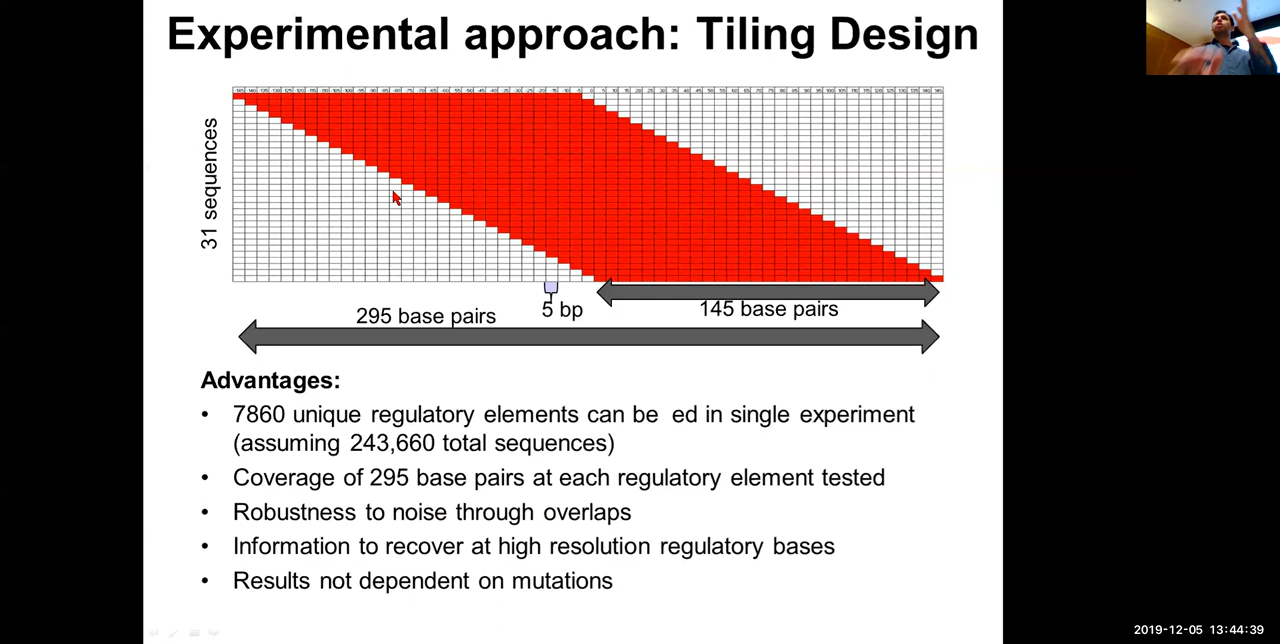 Experimental approach: Tiling Design
31 sequences
295 base pairs
5 bp
145 base pairs
Advantages:
• 7860 unique regulatory elements can be ed in single experiment
(assuming 243,660 total sequences)
• Coverage of 295 base pairs at each regulatory element tested
• Robustness to noise through overlaps
• Information to recover at high resolution regulatory bases
• Results not dependent on mutations
2019-12-05 13:44:39